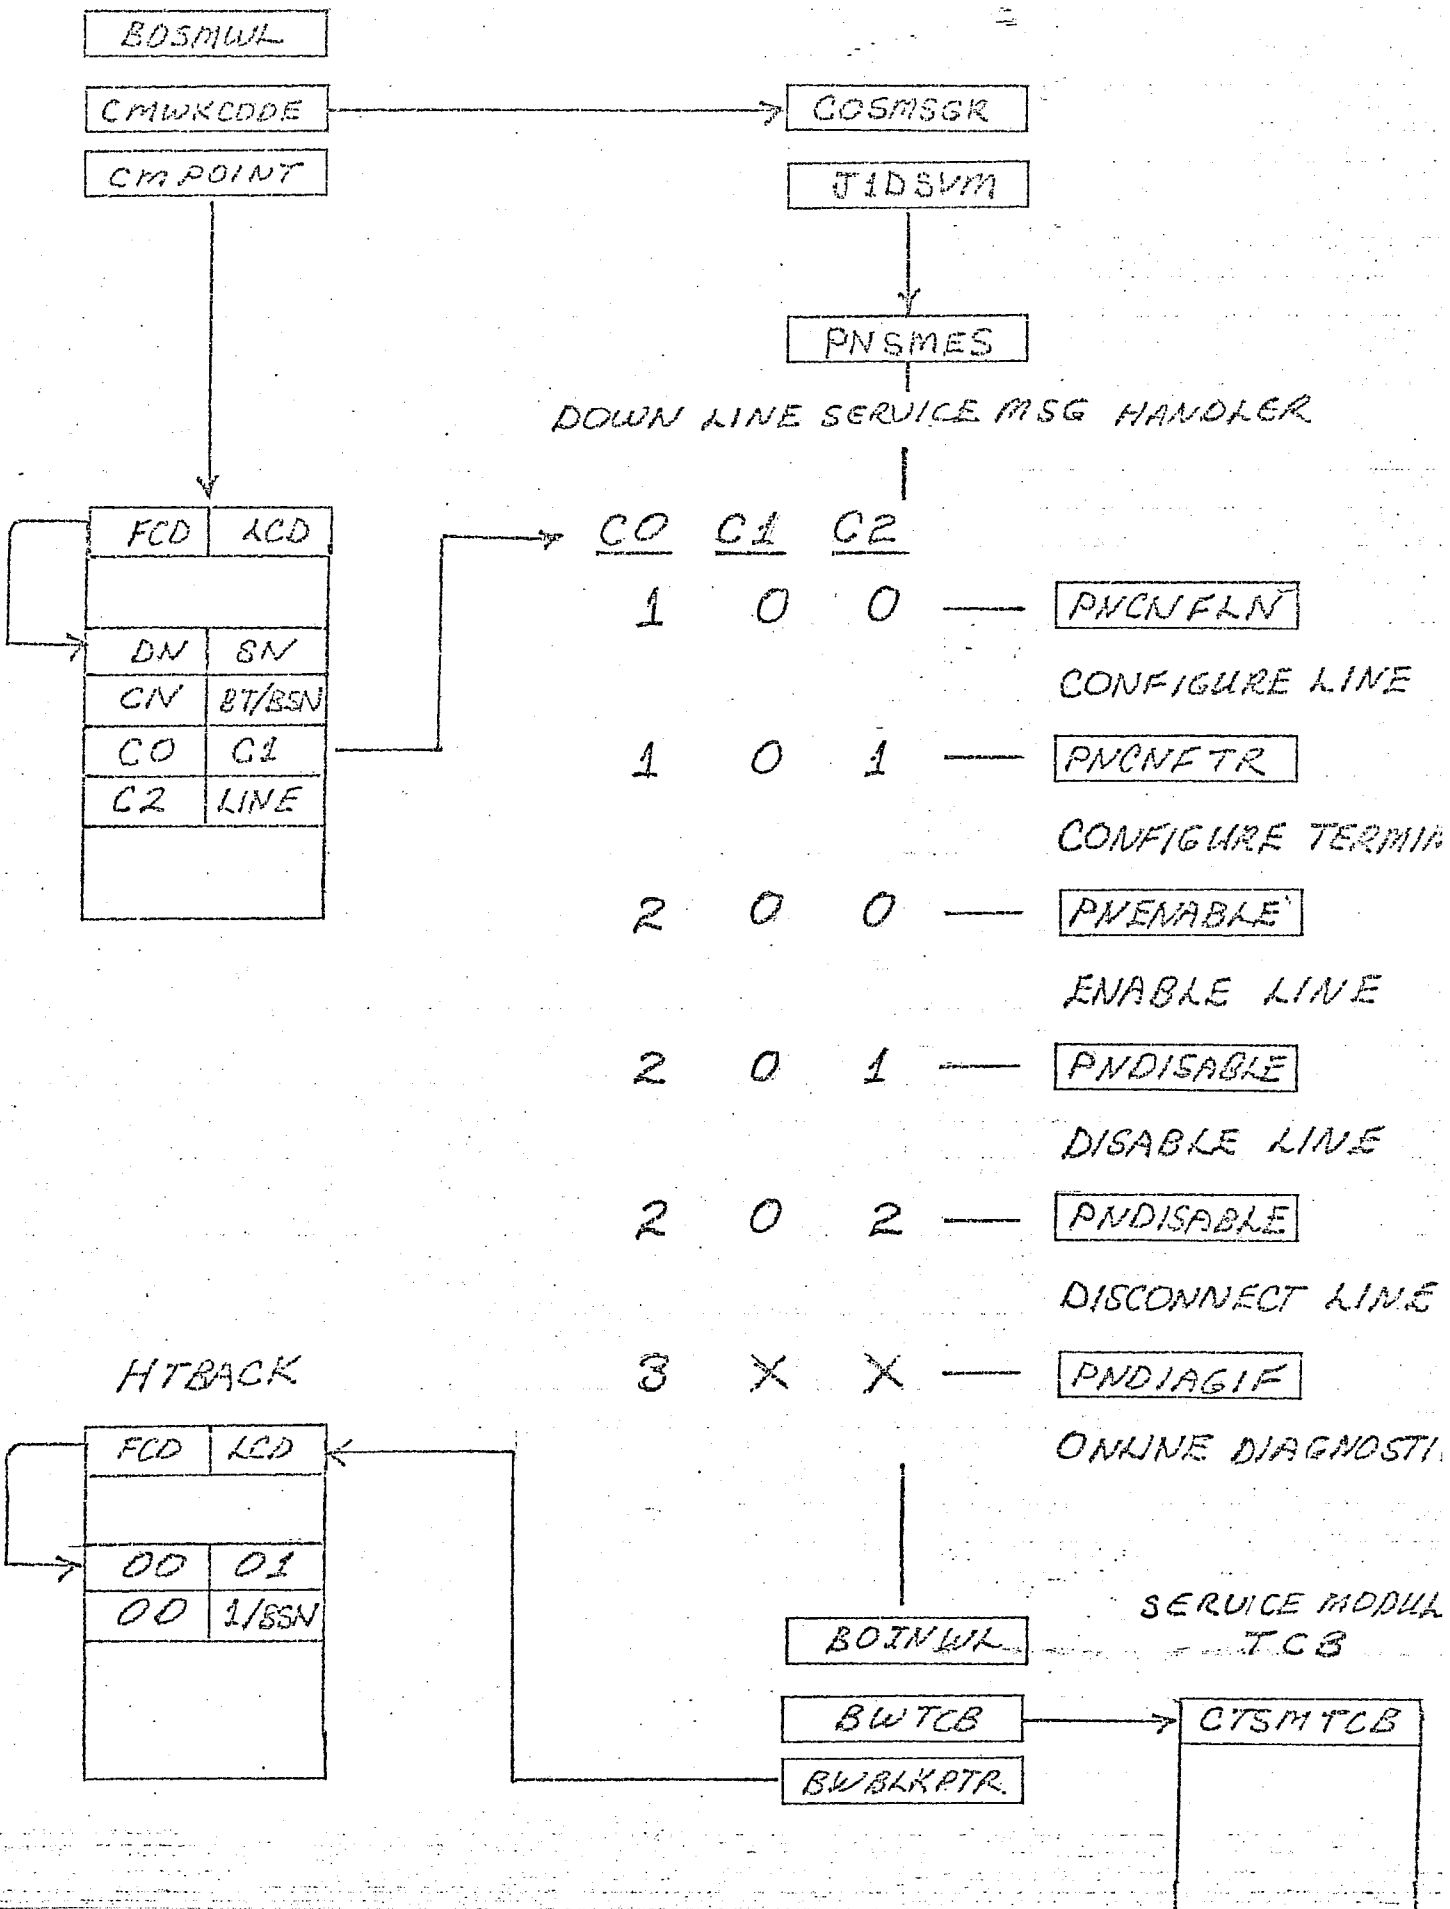 BOSMWL
CMWKCODE
COSMSGR
CMPOINT
J1DSVM
PNSMES
DOWN LINE SERVICE MSG HANDLER
FCD LCD
C0 C1 C2
1 0 0 PNCNFLN
DN SN
CONFIGURE LINE
CN BT/BSN
C0 C1
1 0 1 PNCNFTR
C2 LINE
CONFIGURE TERMIN
2 0 0 PNENABLE
ENABLE LINE
2 0 1 PNDISABLE
DISABLE LINE
2 0 2 PNDISABLE
DISCONNECT LINE
HTBACK
3 X X PNDIAGIF
FCD LCD
ONLINE DIAGNOSTI
00 01
00 1/BSN
SERVICE MODUL
TCB
BOINWL
BWTCB
CTSMTCB
BWBLKPTR.